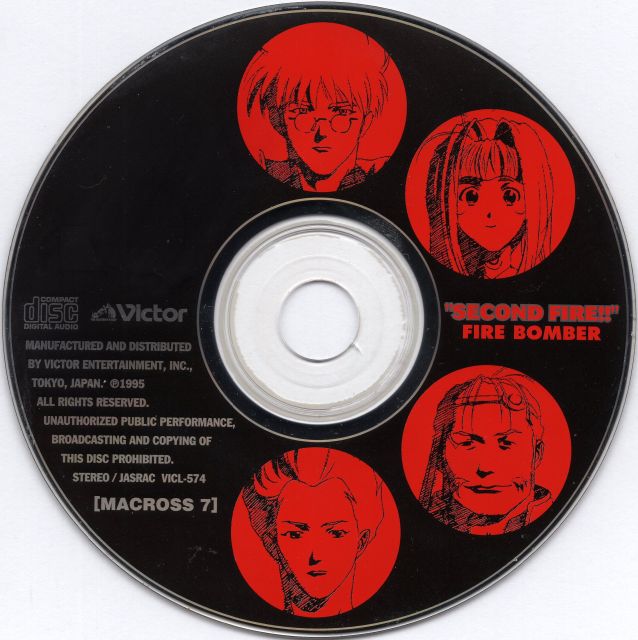 COMPACT
disc
DIGITAL AUDIO
Victor
"SECOND FIRE!!"
FIRE BOMBER
MANUFACTURED AND DISTRIBUTED
BY VICTOR ENTERTAINMENT, INC.,
TOKYO, JAPAN. ℗1995
ALL RIGHTS RESERVED.
UNAUTHORIZED PUBLIC PERFORMANCE,
BROADCASTING AND COPYING OF
THIS DISC PROHIBITED.
STEREO / JASRAC VICL-574
[MACROSS 7]